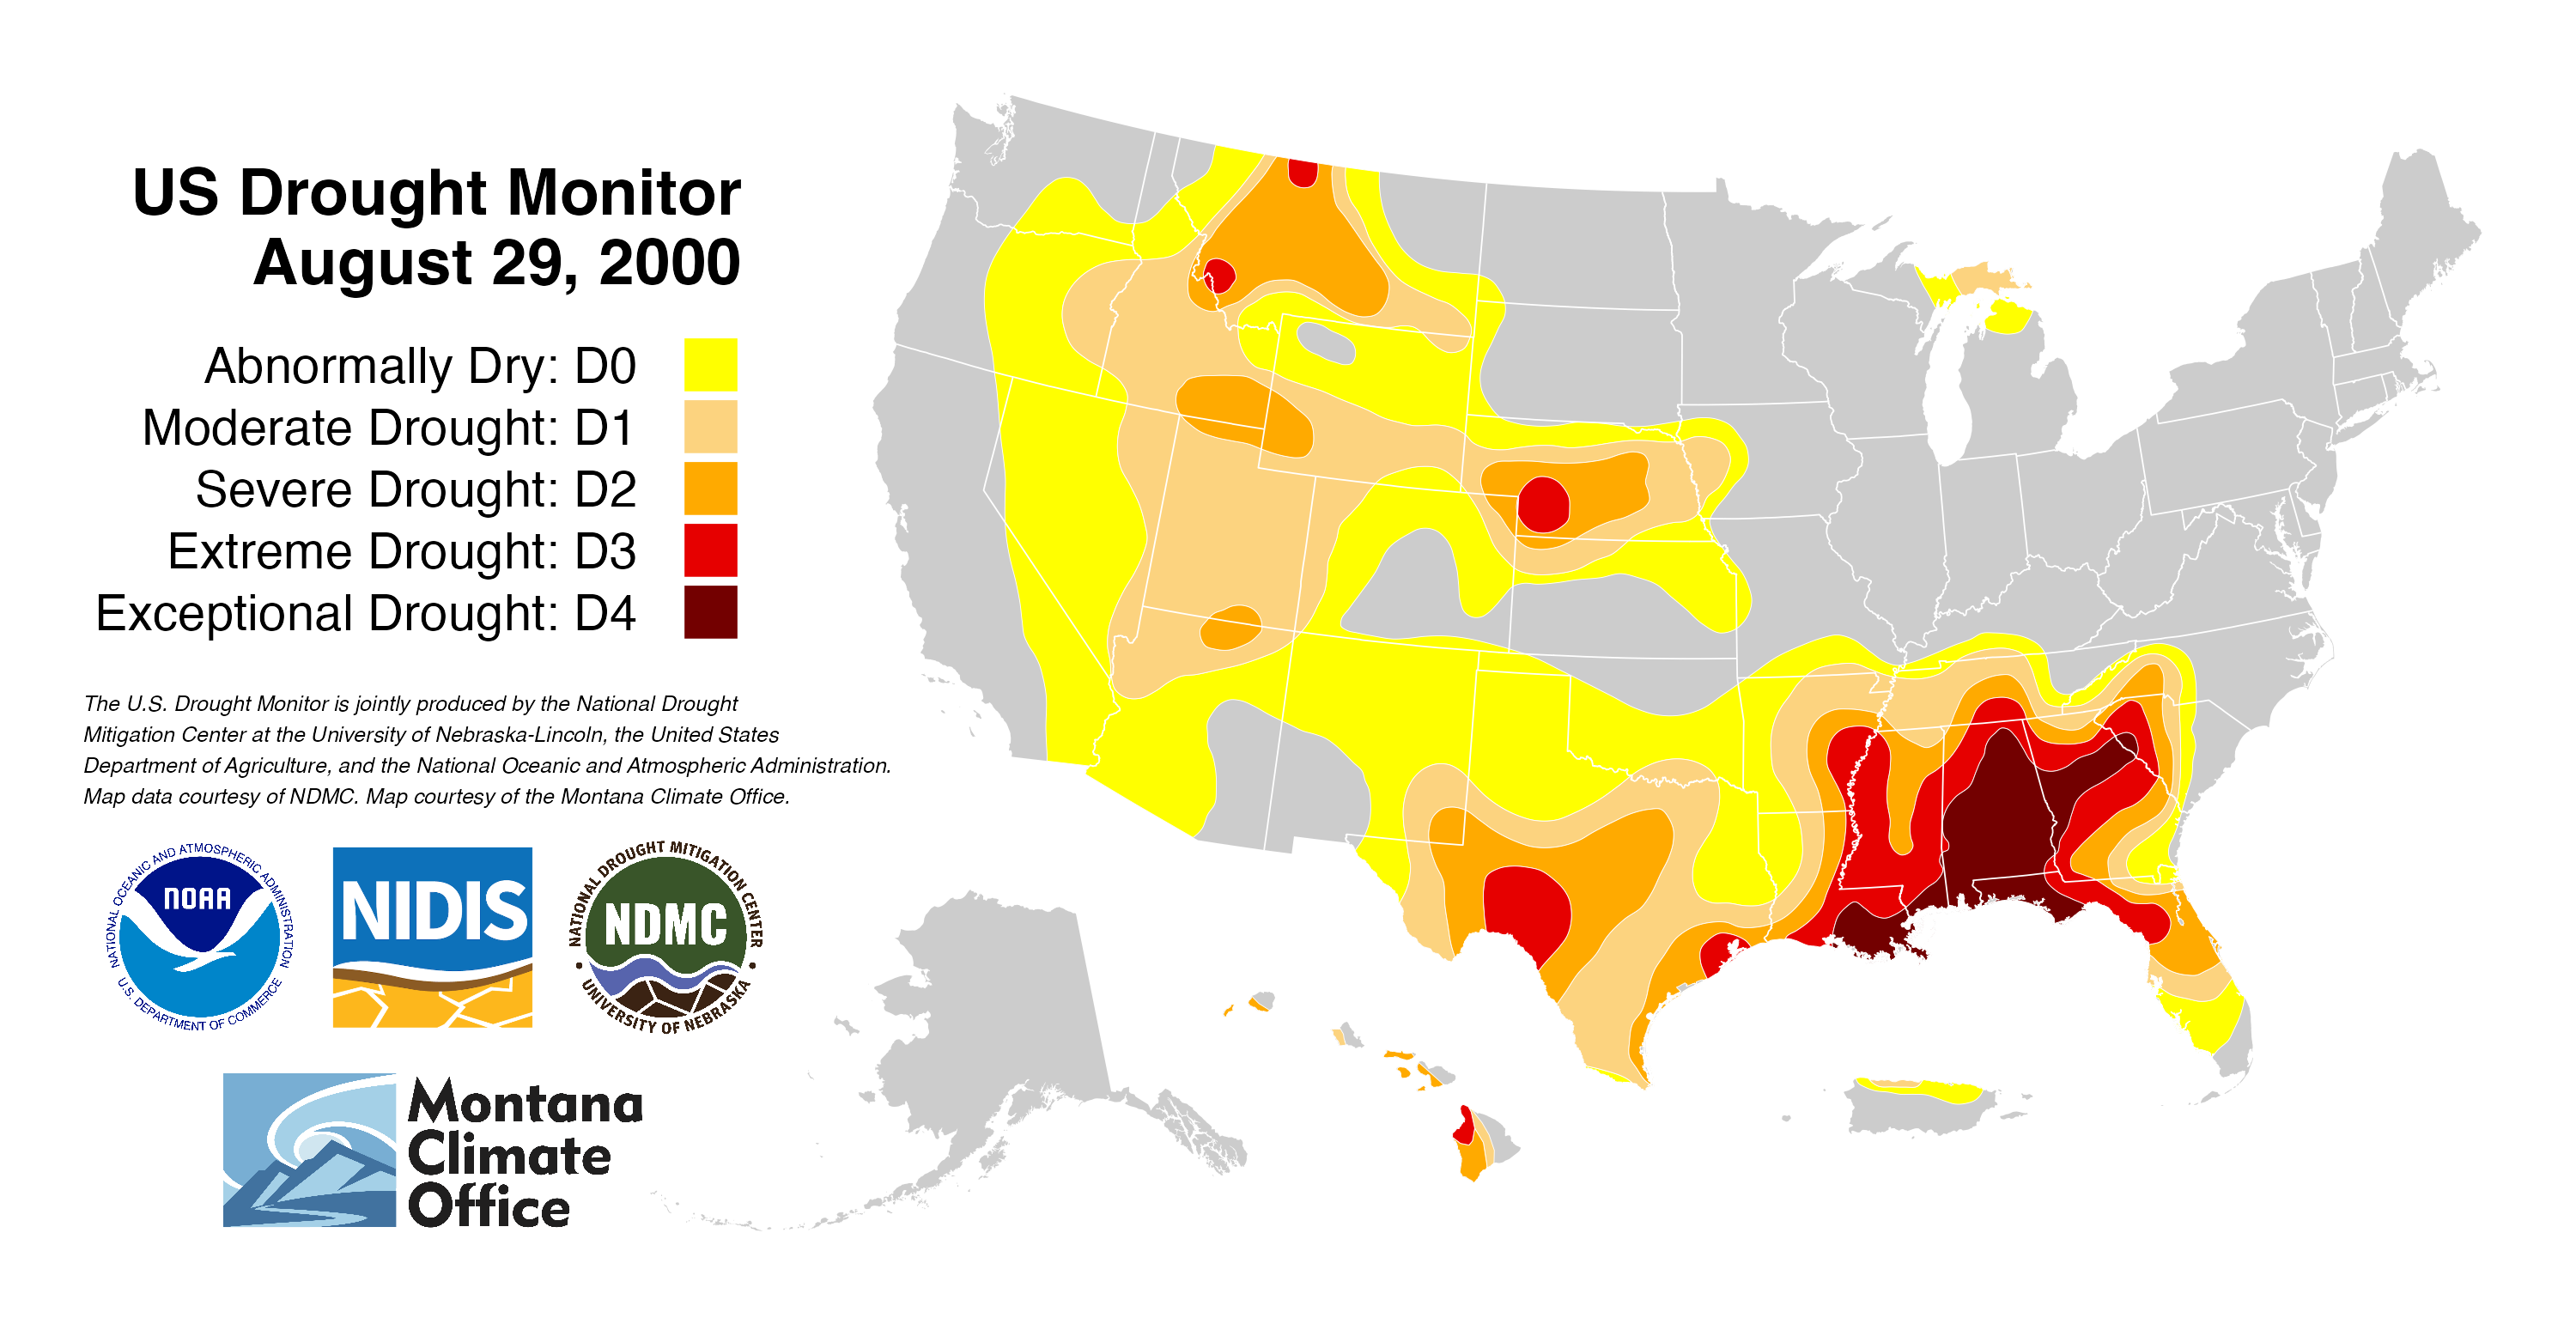 US Drought Monitor
August 29, 2000
Abnormally Dry: D0
Moderate Drought: D1
Severe Drought: D2
Extreme Drought: D3
Exceptional Drought: D4
The U.S. Drought Monitor is jointly produced by the National Drought
Mitigation Center at the University of Nebraska-Lincoln, the United States
Department of Agriculture, and the National Oceanic and Atmospheric Administration.
Map data courtesy of NDMC. Map courtesy of the Montana Climate Office.
NATIONAL OCEANIC AND ATMOSPHERIC ADMINISTRATION
NOAA
U.S. DEPARTMENT OF COMMERCE
NIDIS
NATIONAL DROUGHT MITIGATION CENTER
NDMC
UNIVERSITY OF NEBRASKA
Montana
Climate
Office